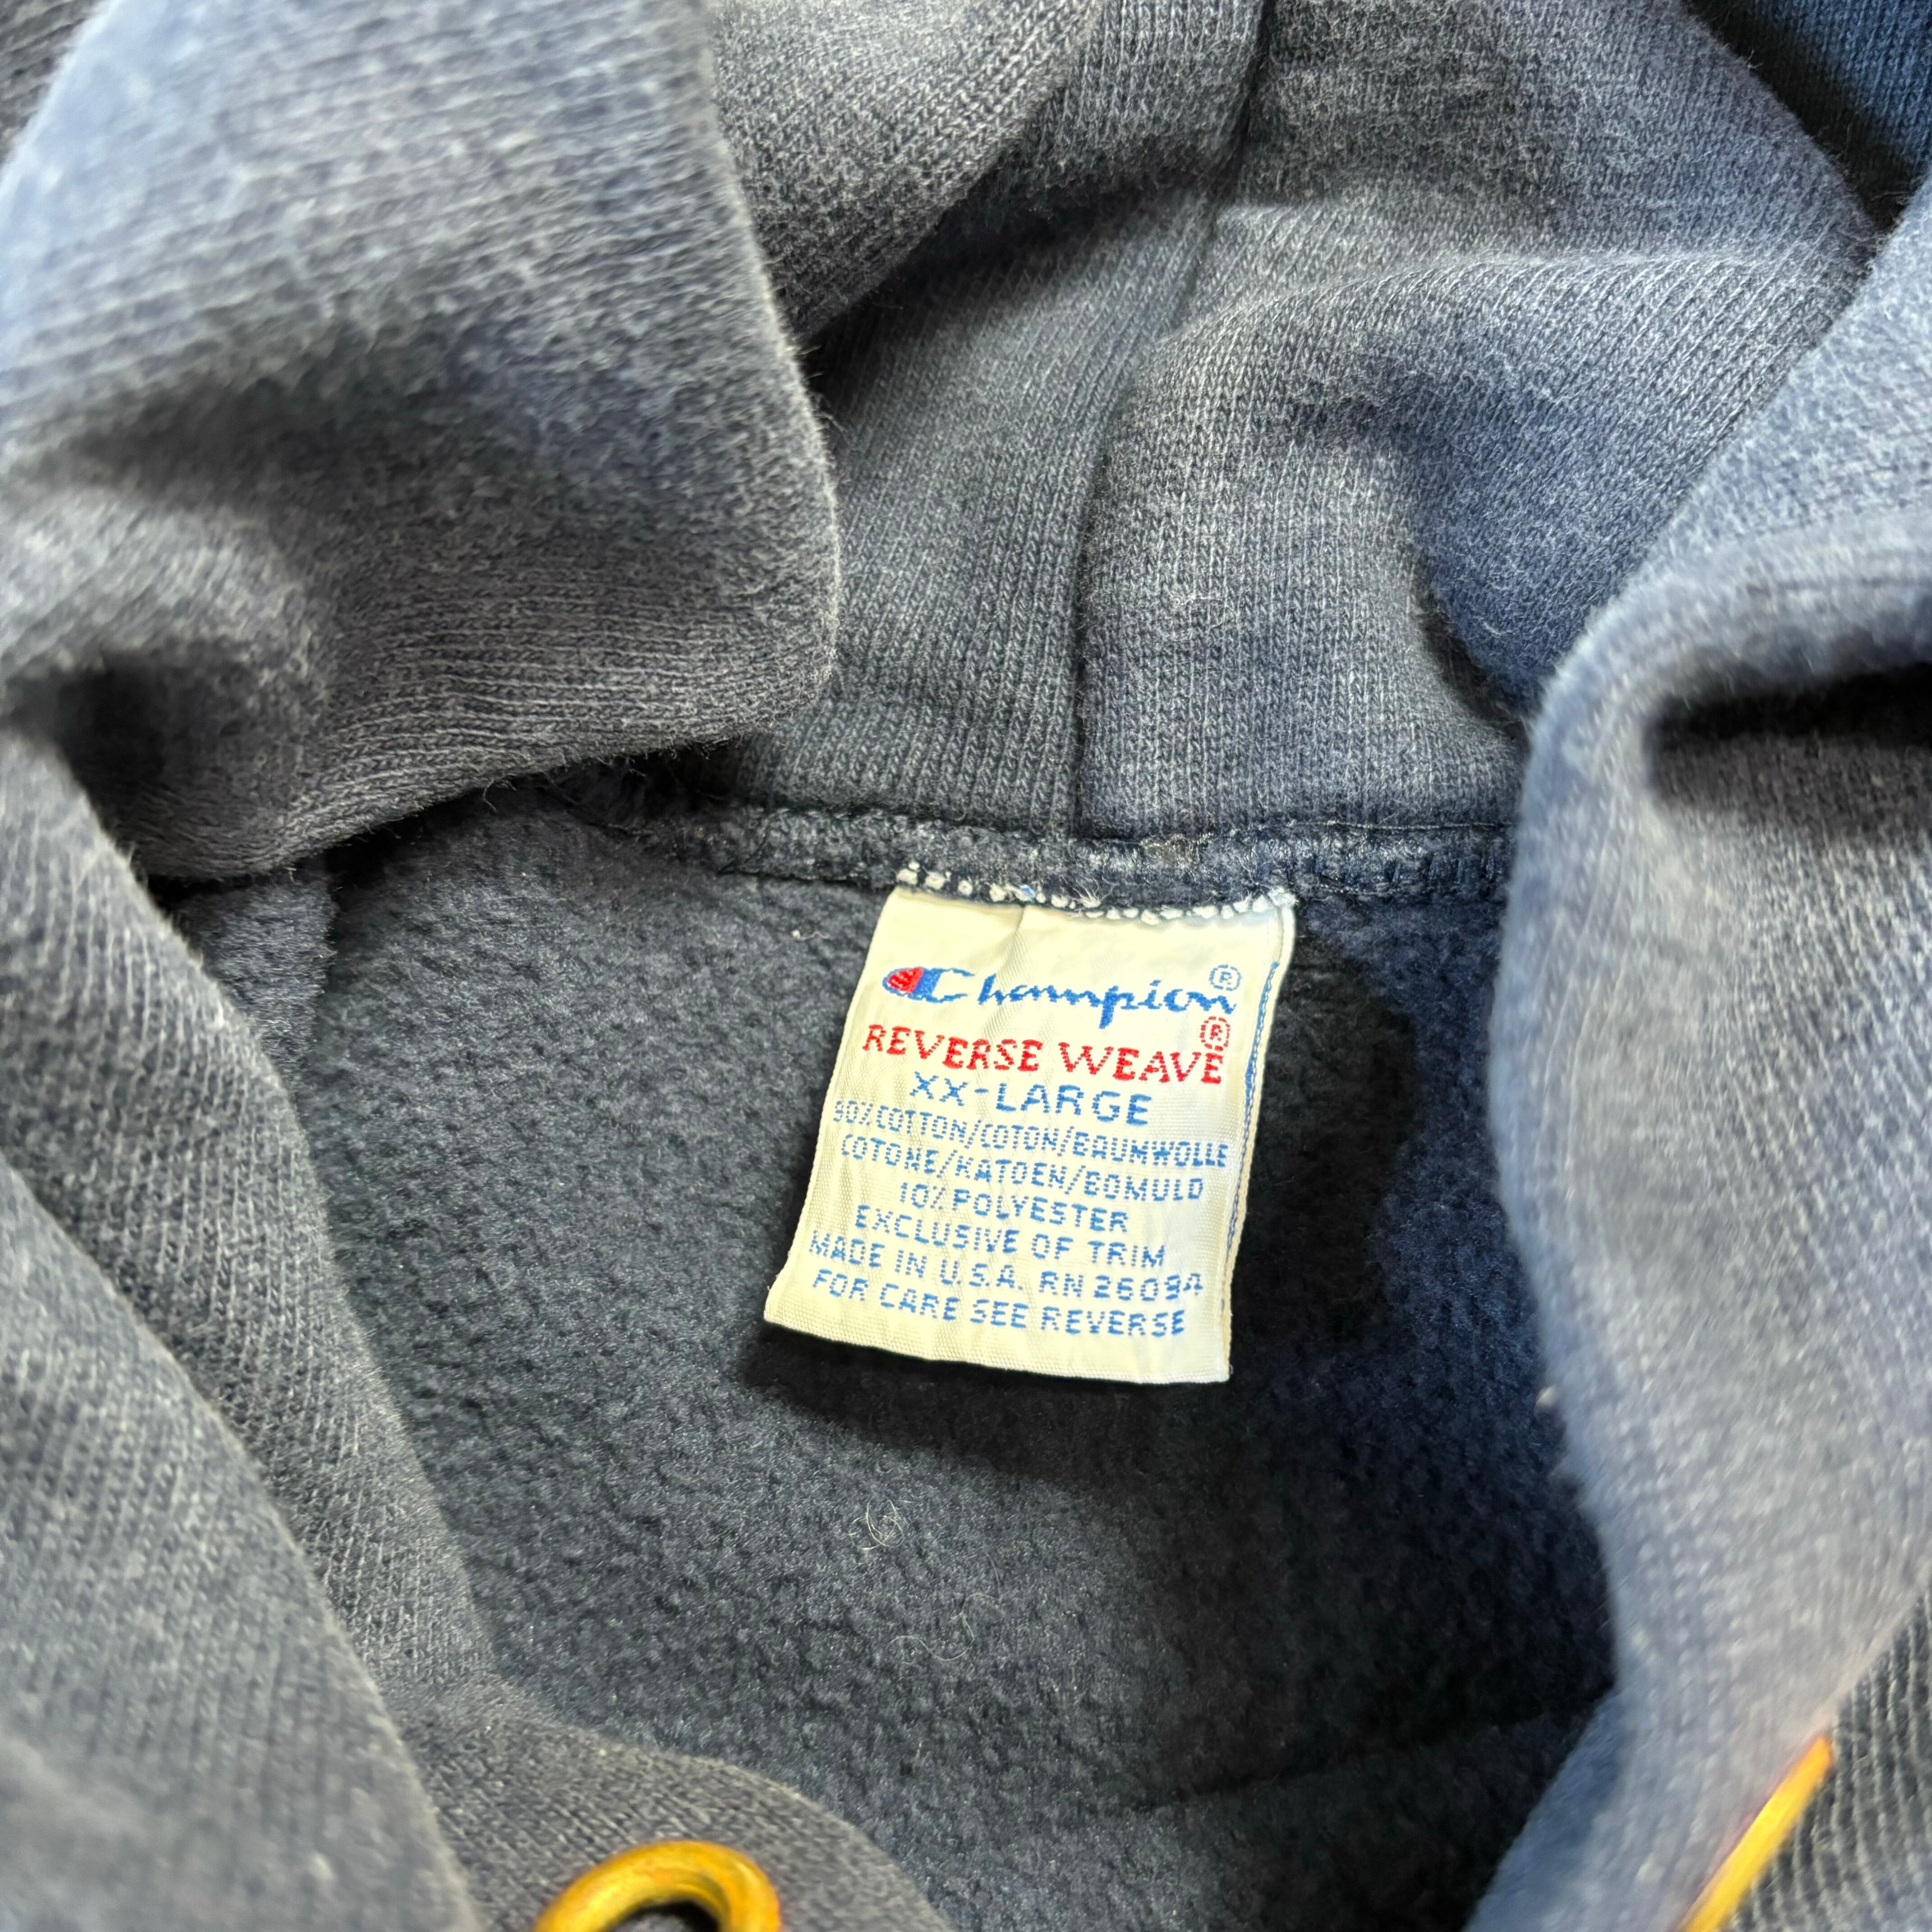 Champion®
REVERSE WEAVE®
XX-LARGE
90% COTTON/COTON/BAUMWOLLE
COTONE/KATOEN/BOMULD
10% POLYESTER
EXCLUSIVE OF TRIM
MADE IN U.S.A. RN 26094
FOR CARE SEE REVERSE